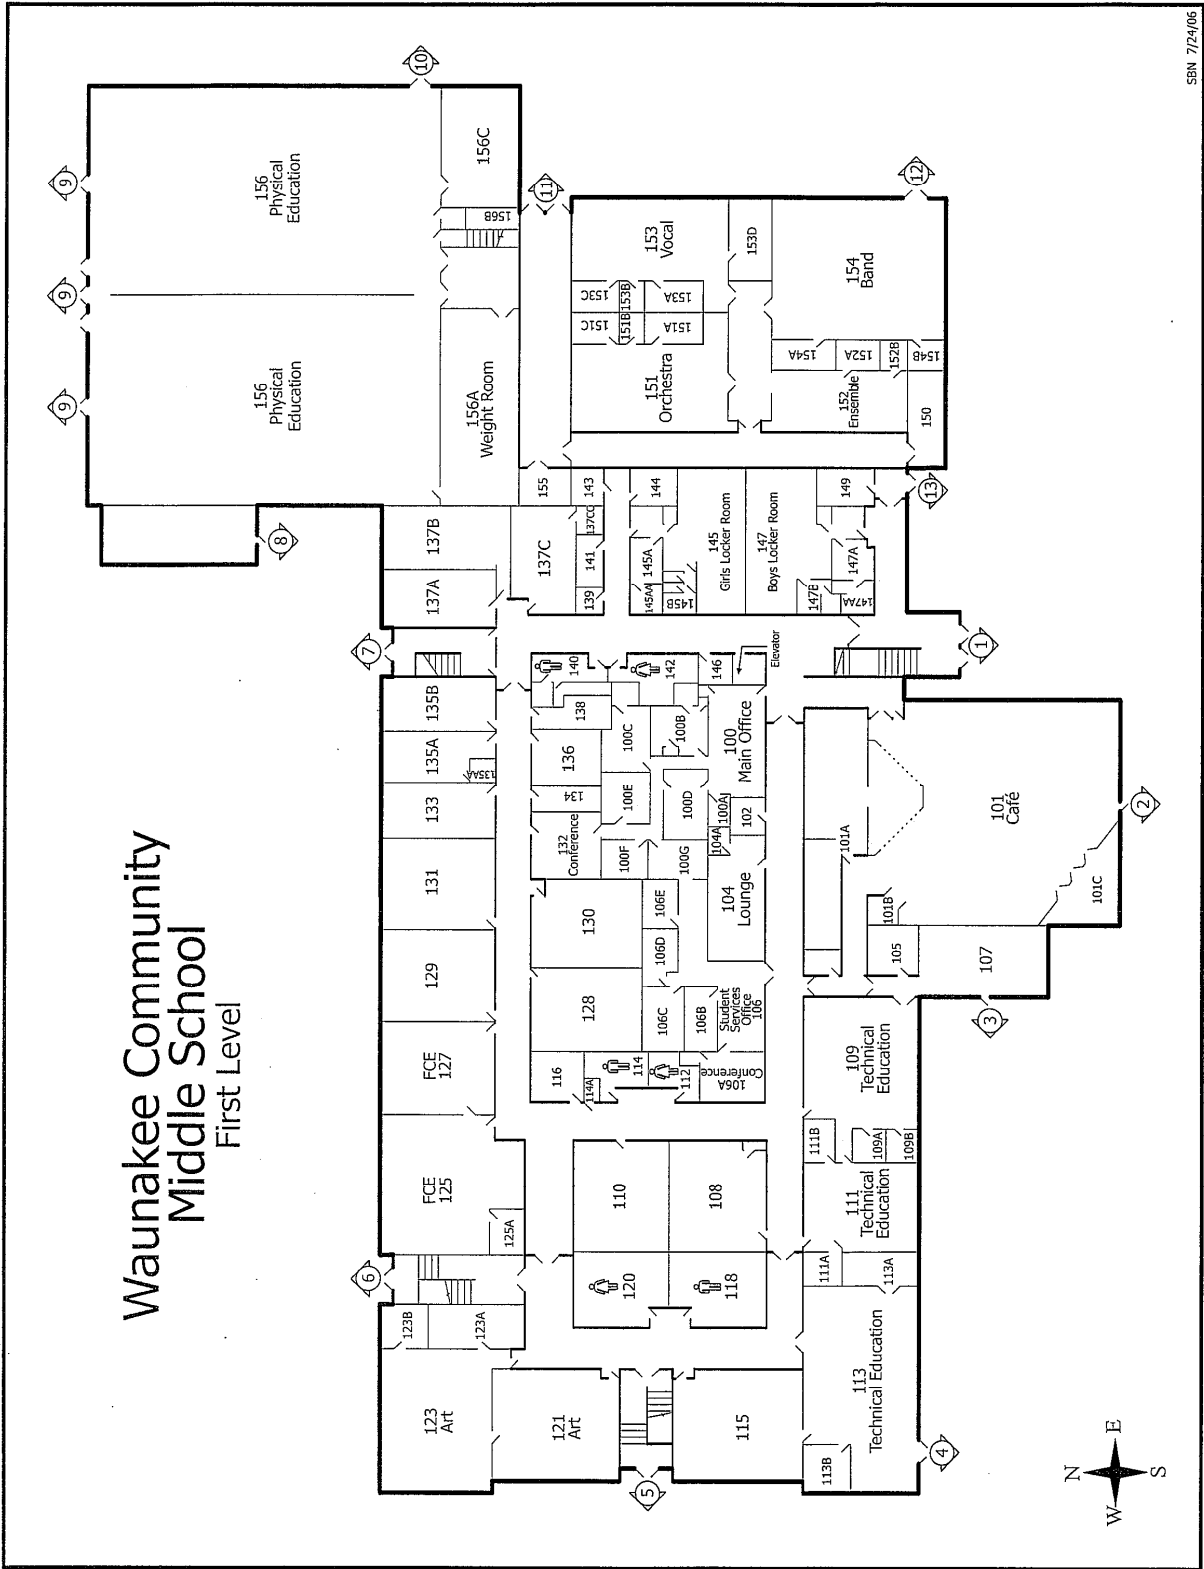 Waunakee Community
Middle School
First Level
SBN 7/24/06
9
9
9
10
8
156
Physical
Education
156
Physical
Education
156C
156B
156A
Weight Room
11
7
6
137A
137B
137C
137CC
155
143
141
139
153
Vocal
153C
153B
153A
153D
151C
151B
151A
151
Orchestra
154
Band
154A
152A
152B
154B
152
Ensemble
150
12
13
144
145A
145AA
145B
145
Girls Locker Room
147
Boys Locker Room
149
147A
147B
147AA
1
123B
123A
123
Art
121
Art
FCE
125
125A
FCE
127
129
131
133
135A
135AA
135B
116
114A
114
112
128
130
132
Conference
134
136
138
140
142
146
Elevator
100C
100B
100E
100D
100F
100G
100
Main Office
100A
102
104A
104
Lounge
106E
106D
106C
106B
Student
Services
Office
106
106A
Conference
110
108
120
118
5
115
113B
113
Technical Education
113A
111A
111
Technical
Education
111B
109A
109B
109
Technical
Education
105
107
101A
101B
101
Café
101C
2
3
4
N
W
E
S